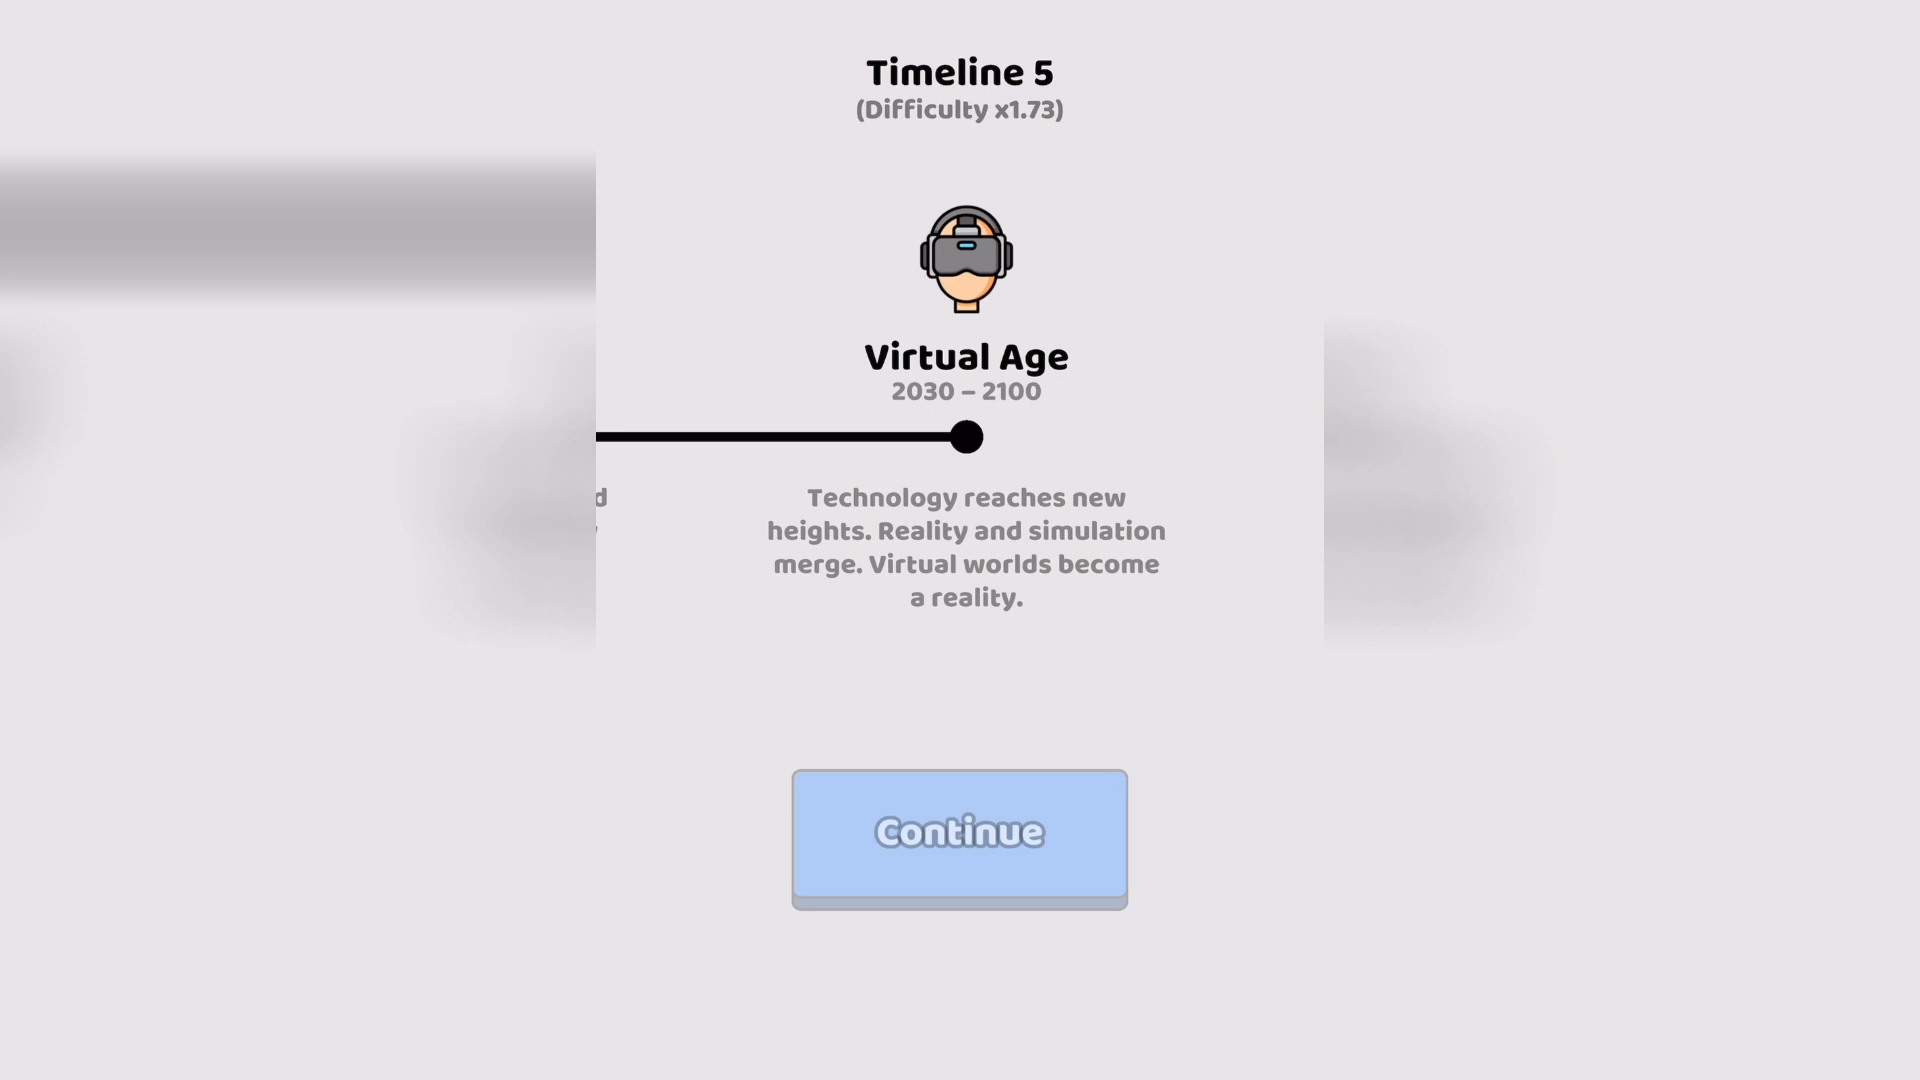 Timeline 5
(Difficulty x1.73)
Virtual Age
2030 – 2100
Technology reaches new
heights. Reality and simulation
merge. Virtual worlds become
a reality.
Continue